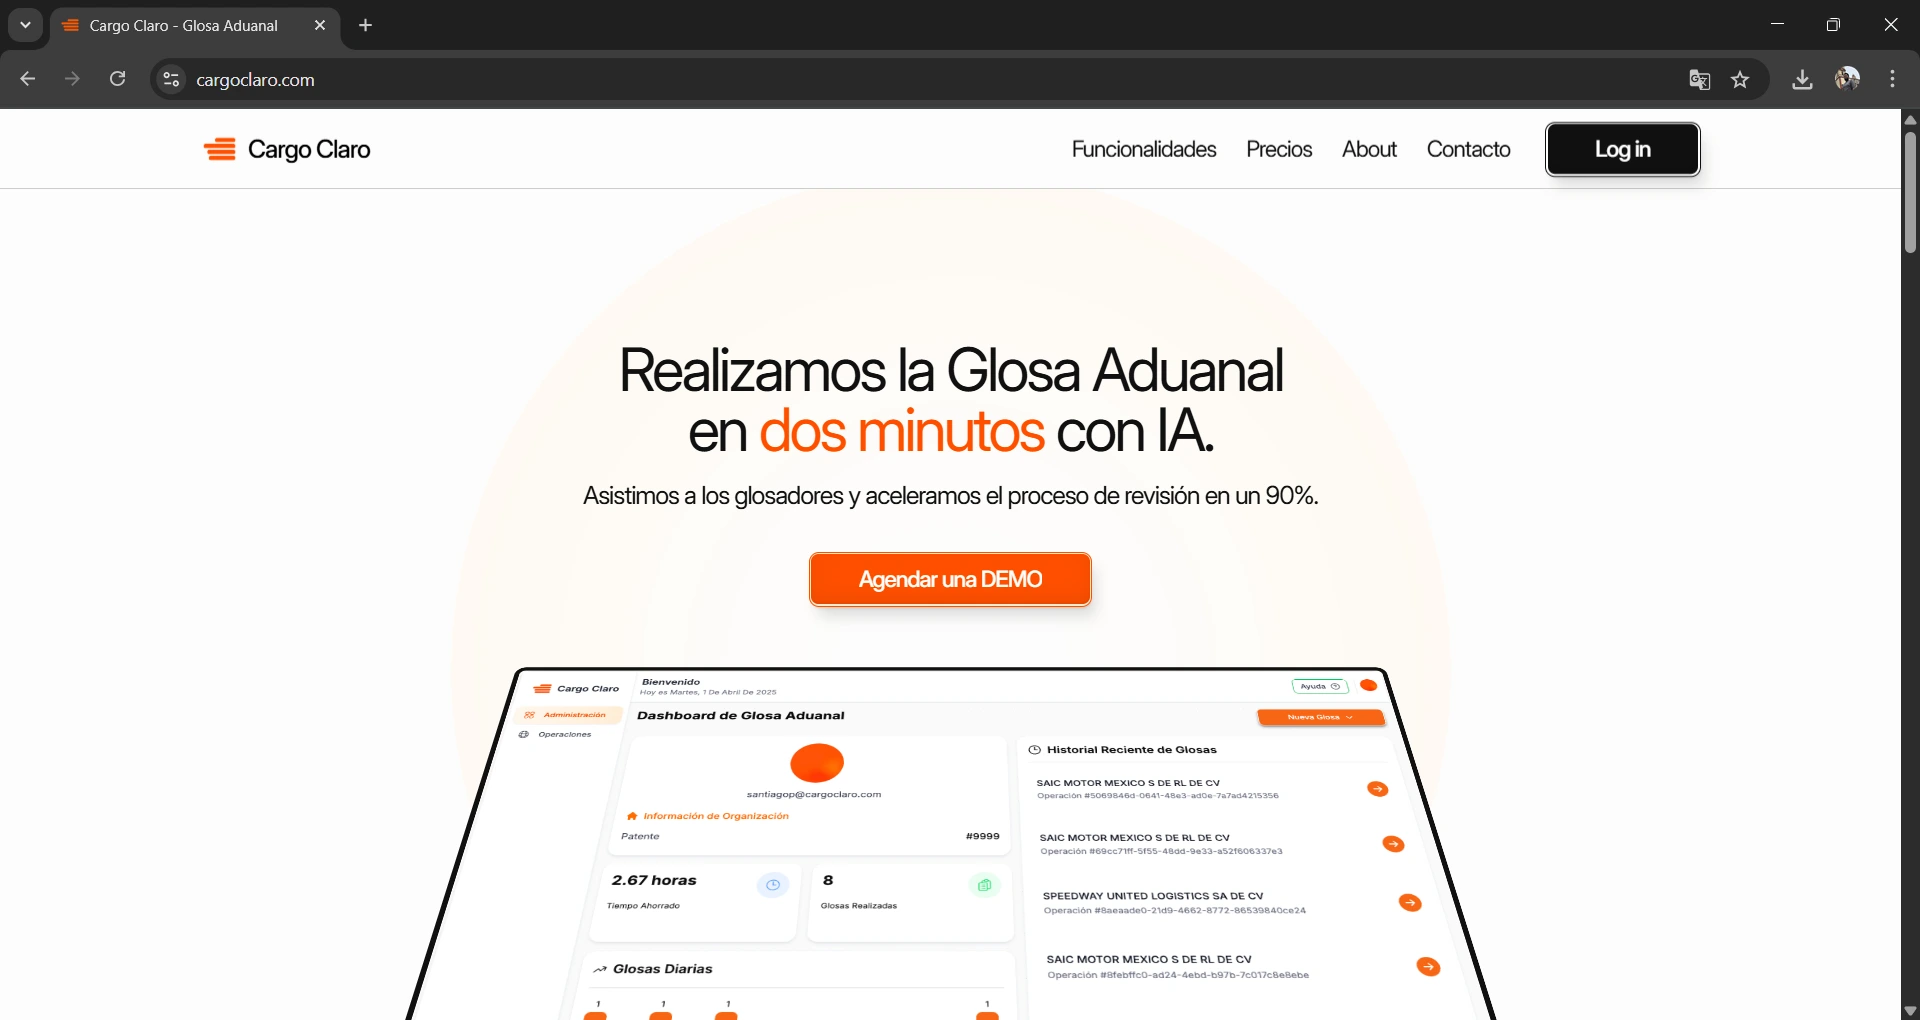 Cargo Claro - Glosa Aduanal
cargoclaro.com
Cargo Claro
Funcionalidades
Precios
About
Contacto
Log in
Realizamos la Glosa Aduanal
en dos minutos con IA.
Asistimos a los glosadores y aceleramos el proceso de revisión en un 90%.
Agendar una DEMO
Cargo Claro
Bienvenido
Hoy es Martes, 1 De Abril De 2025
Ayuda
Administración
Operaciones
Dashboard de Glosa Aduanal
Nueva Glosa
santiagop@cargoclaro.com
Información de Organización
Patente
#9999
2.67 horas
Tiempo Ahorrado
8
Glosas Realizadas
Glosas Diarias
1
1
1
1
Historial Reciente de Glosas
SAIC MOTOR MEXICO S DE RL DE CV
Operación #5069846d-0641-48e3-ad0e-7a7ad4215356
SAIC MOTOR MEXICO S DE RL DE CV
Operación #69cc71ff-5f55-48dd-9e33-a52f606337e3
SPEEDWAY UNITED LOGISTICS SA DE CV
Operación #8aeaade0-21d9-4662-8772-86539840ce24
SAIC MOTOR MEXICO S DE RL DE CV
Operación #8febffc0-ad24-4ebd-b97b-7c017c8e8ebe